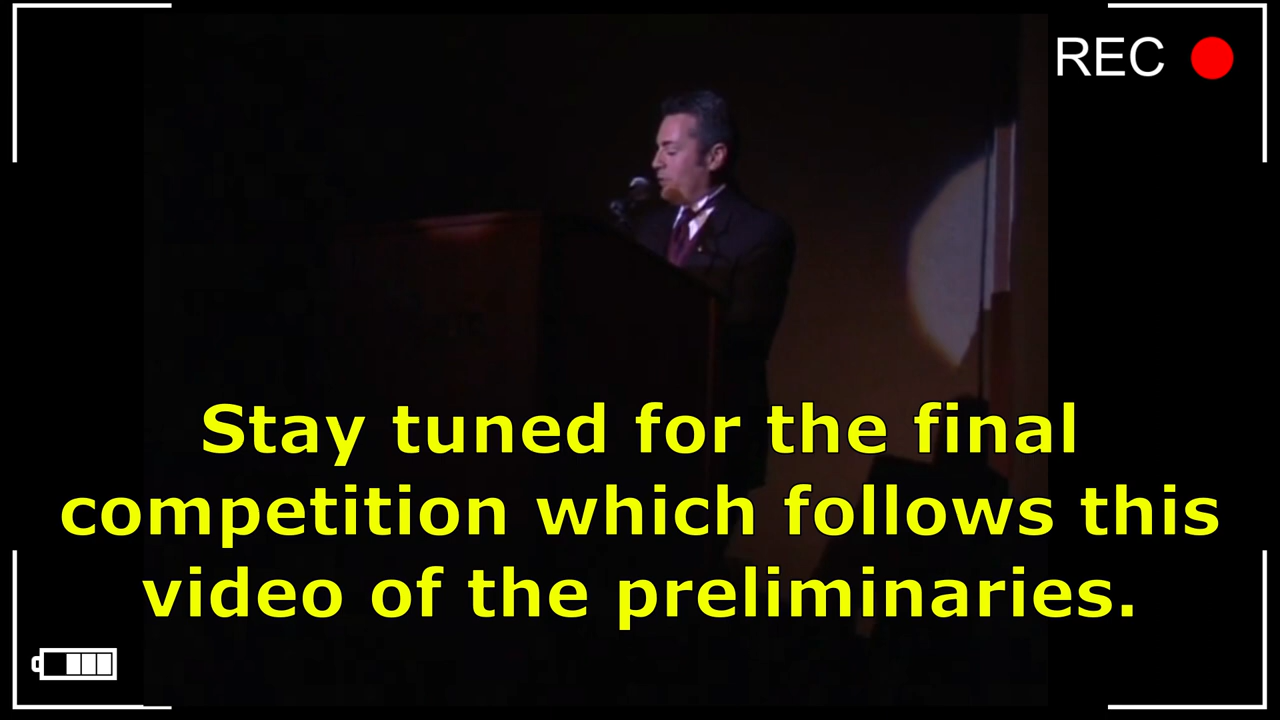 REC
Stay tuned for the final
competition which follows this
video of the preliminaries.